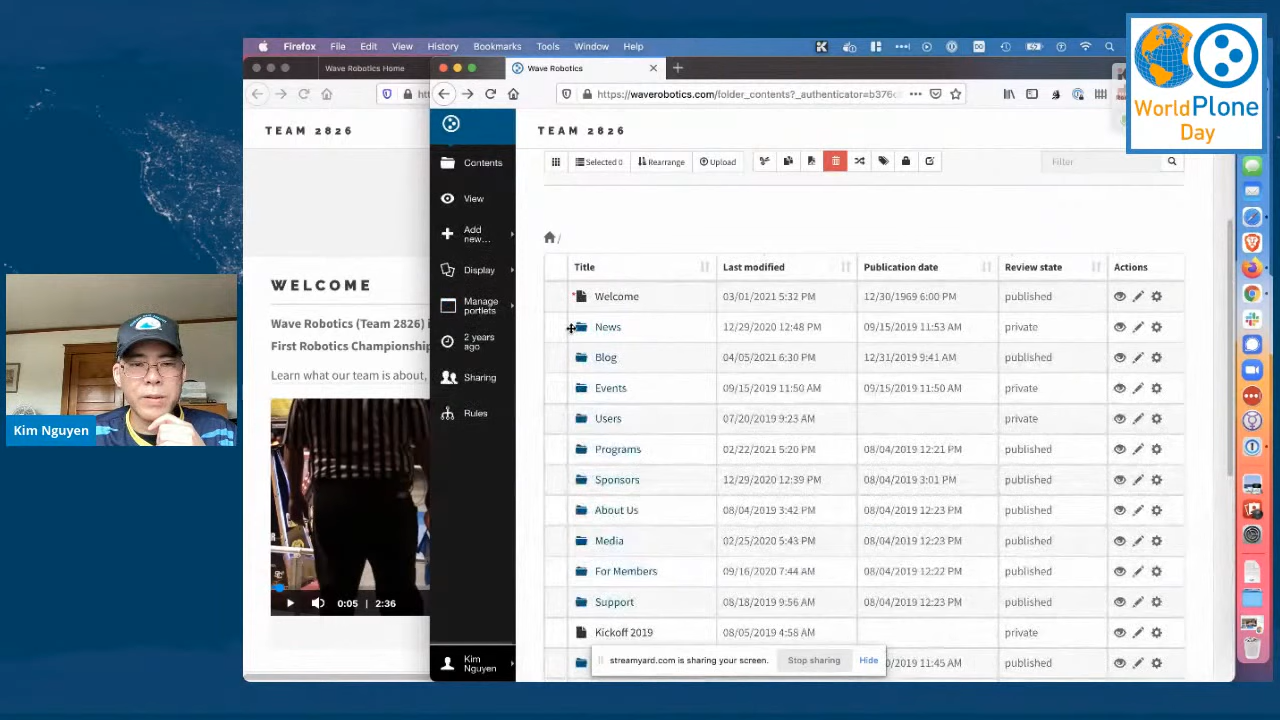 Firefox File Edit View History Bookmarks Tools Window Help
Wave Robotics Home
Wave Robotics
https://waverobotics.com/folder_contents?_authenticator=b376c
TEAM 2826
TEAM 2826
WorldPlone
Day
Contents
View
Add
new...
Display
Manage
portlets
2 years
ago
Sharing
Rules
Kim
Nguyen
Selected 0
Rearrange
Upload
Filter
/
Title Last modified Publication date Review state Actions
Welcome 03/01/2021 5:32 PM 12/30/1969 6:00 PM published
News 12/29/2020 12:48 PM 09/15/2019 11:53 AM private
Blog 04/05/2021 6:30 PM 12/31/2019 9:41 AM published
Events 09/15/2019 11:50 AM 09/15/2019 11:50 AM private
Users 07/20/2019 9:23 AM private
Programs 02/22/2021 5:20 PM 08/04/2019 12:21 PM published
Sponsors 12/29/2020 12:39 PM 08/04/2019 3:01 PM published
About Us 08/04/2019 3:42 PM 08/04/2019 12:23 PM published
Media 02/25/2020 5:43 PM 08/04/2019 12:23 PM published
For Members 09/16/2020 7:44 AM 08/04/2019 12:22 PM published
Support 08/18/2019 9:56 AM 08/04/2019 12:23 PM published
Kickoff 2019 08/05/2019 4:58 AM private
0/2019 11:45 AM published
WELCOME
Wave Robotics (Team 2826) i
First Robotics Championship
Learn what our team is about,
0:05 | 2:36
streamyard.com is sharing your screen. Stop sharing Hide
Kim Nguyen